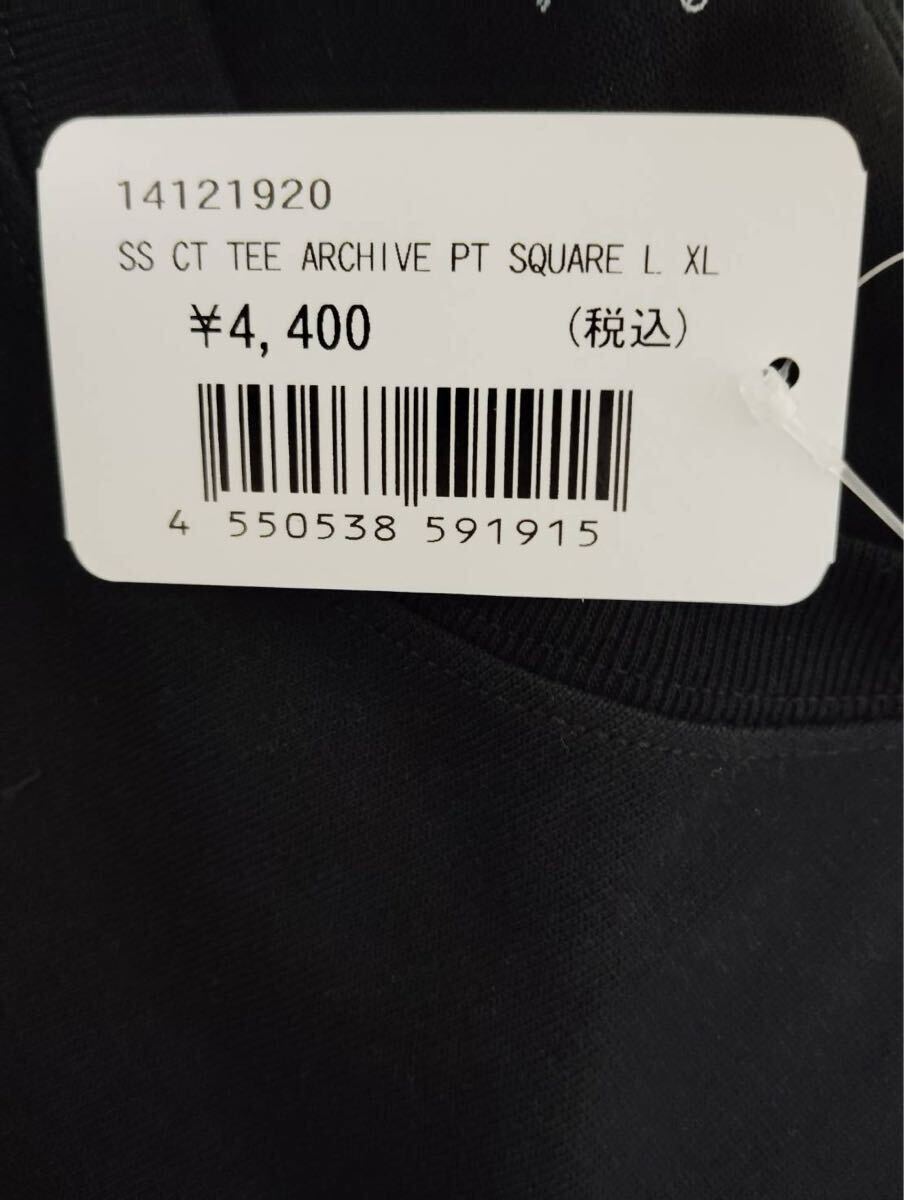 14121920
SS CT TEE ARCHIVE PT SQUARE L XL
¥4,400 (税込)
4 550538 591915